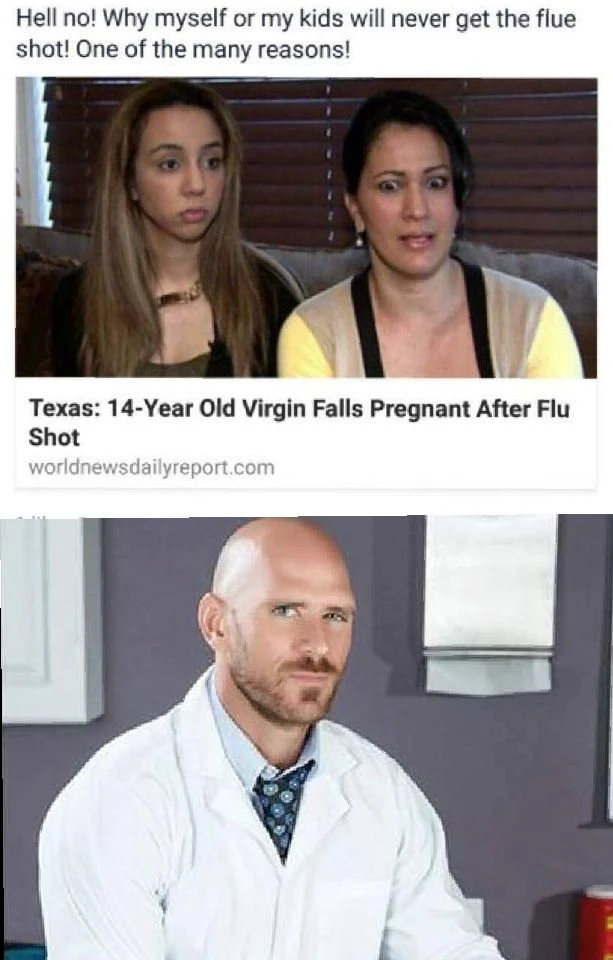 Hell no! Why myself or my kids will never get the flue
shot! One of the many reasons!
Texas: 14-Year Old Virgin Falls Pregnant After Flu
Shot
worldnewsdailyreport.com